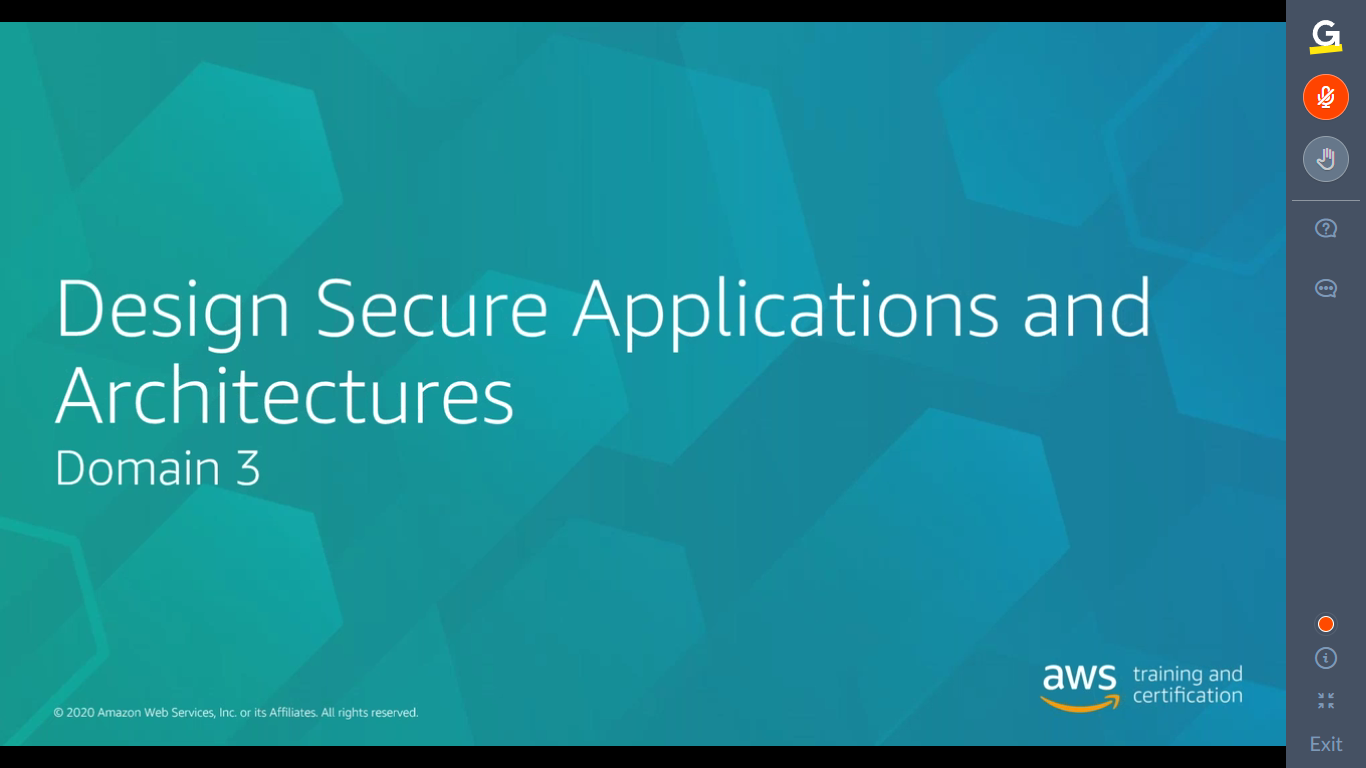 Design Secure Applications and
Architectures
Domain 3
© 2020 Amazon Web Services, Inc. or its Affiliates. All rights reserved.
aws training and
certification
G
?
i
Exit